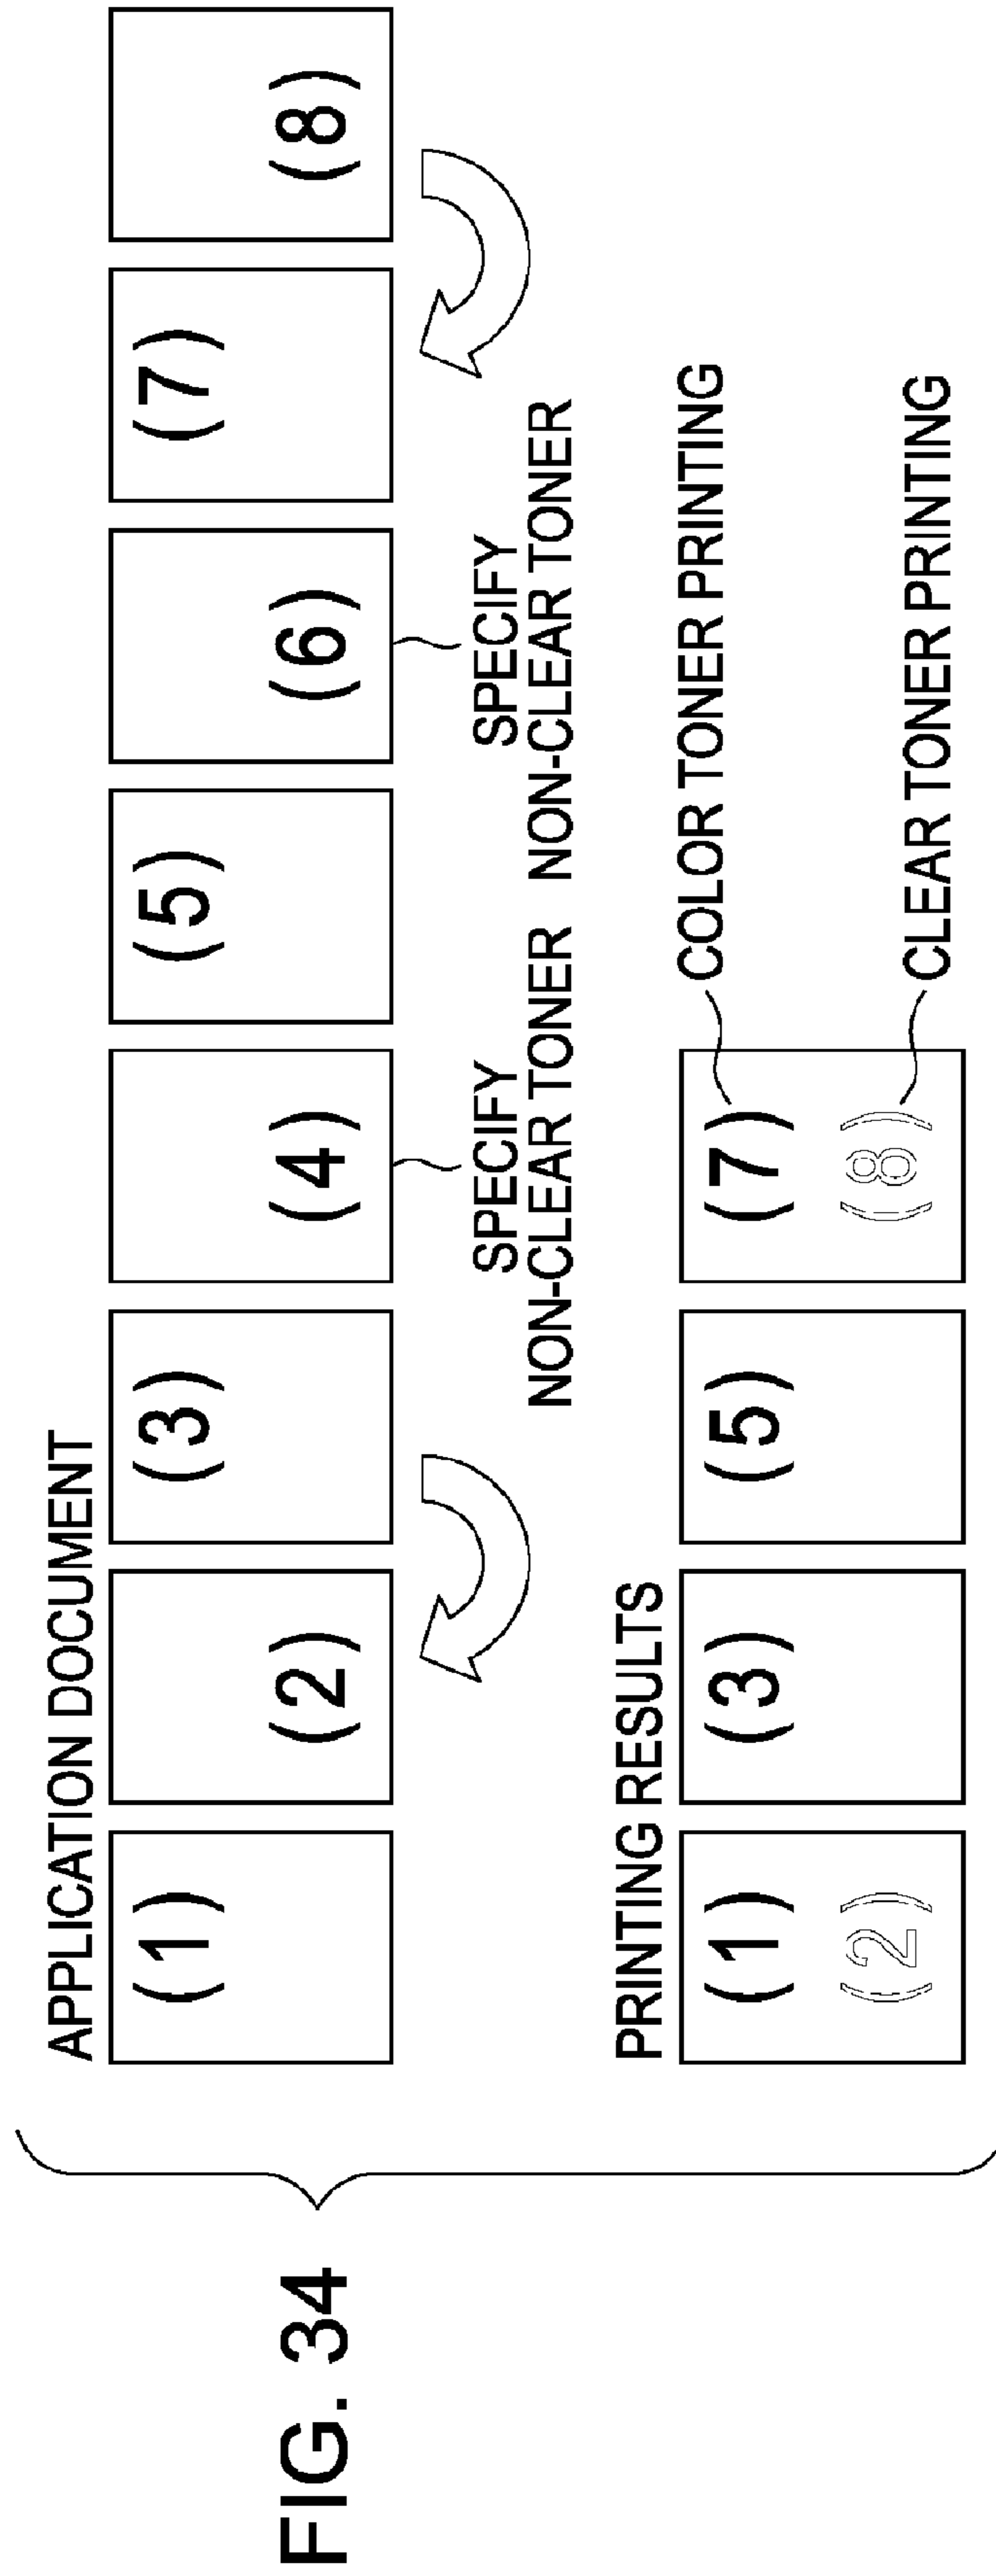 FIG. 34
APPLICATION DOCUMENT
(1) (2) (3) (4) (5) (6) (7) (8)
SPECIFY
NON-CLEAR TONER
SPECIFY
NON-CLEAR TONER
PRINTING RESULTS
(1) (3) (5) (7)
COLOR TONER PRINTING
(2) (8)
CLEAR TONER PRINTING